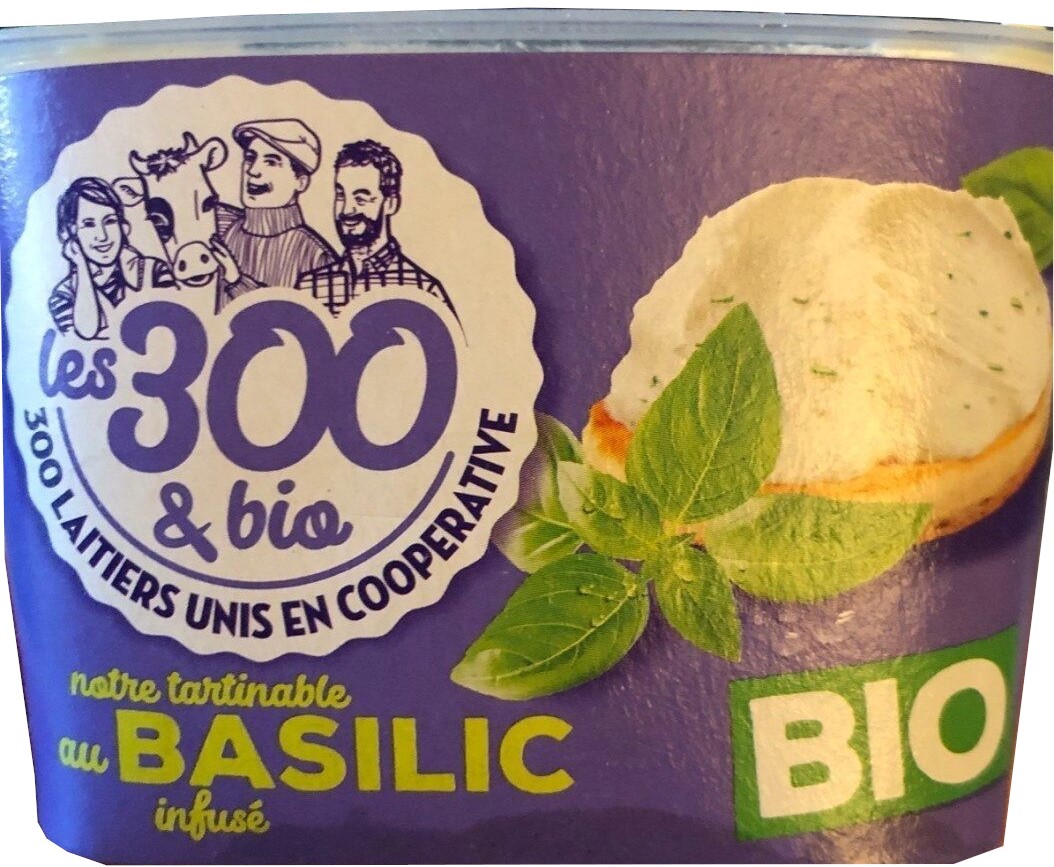 les 300
& bio
300 LAITIERS UNIS EN COOPERATIVE
notre tartinable
au BASILIC
infusé
BIO